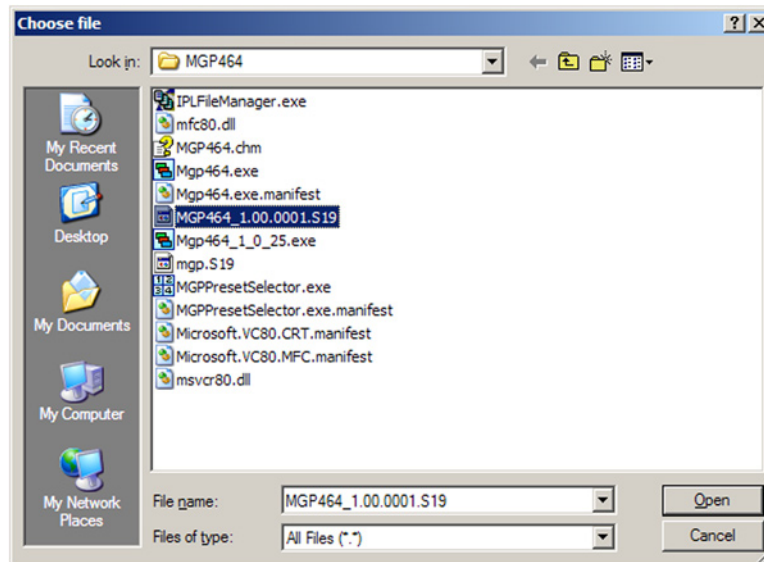 Choose file
Look in: MGP464
IPLFileManager.exe
mfc80.dll
MGP464.chm
Mgp464.exe
Mgp464.exe.manifest
MGP464_1.00.0001.S19
Mgp464_1_0_25.exe
mgp.S19
MGPPresetSelector.exe
MGPPresetSelector.exe.manifest
Microsoft.VC80.CRT.manifest
Microsoft.VC80.MFC.manifest
msvcr80.dll
My Recent
Documents
Desktop
My Documents
My Computer
My Network
Places
File name: MGP464_1.00.0001.S19 Open
Files of type: All Files (*.*) Cancel